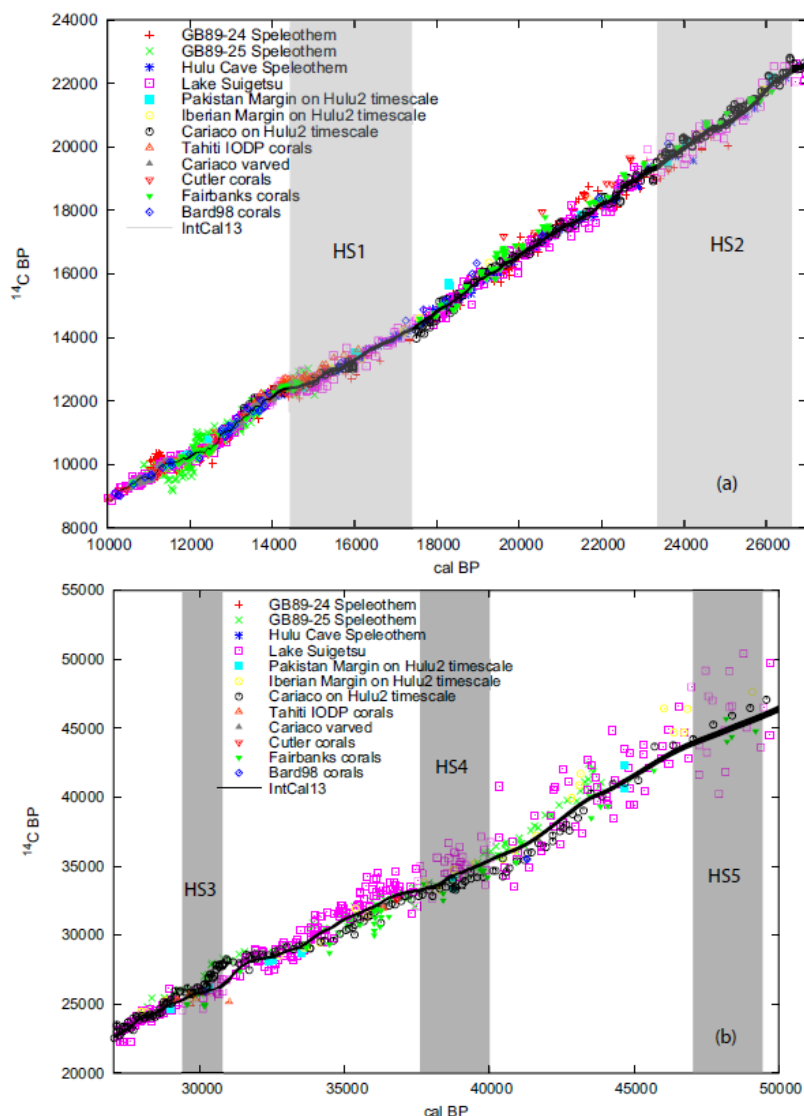 24000
22000
20000
18000
16000
14000
12000
10000
8000
14C BP
GB89-24 Speleothem
GB89-25 Speleothem
Hulu Cave Speleothem
Lake Suigetsu
Pakistan Margin on Hulu2 timescale
Iberian Margin on Hulu2 timescale
Cariaco on Hulu2 timescale
Tahiti IODP corals
Cariaco varved
Cutler corals
Fairbanks corals
Bard98 corals
IntCal13
HS1
HS2
(a)
10000 12000 14000 16000 18000 20000 22000 24000 26000
cal BP
55000
50000
45000
40000
35000
30000
25000
20000
14C BP
GB89-24 Speleothem
GB89-25 Speleothem
Hulu Cave Speleothem
Lake Suigetsu
Pakistan Margin on Hulu2 timescale
Iberian Margin on Hulu2 timescale
Cariaco on Hulu2 timescale
Tahiti IODP corals
Cariaco varved
Cutler corals
Fairbanks corals
Bard98 corals
IntCal13
HS3
HS4
HS5
(b)
30000 35000 40000 45000 50000
cal BP